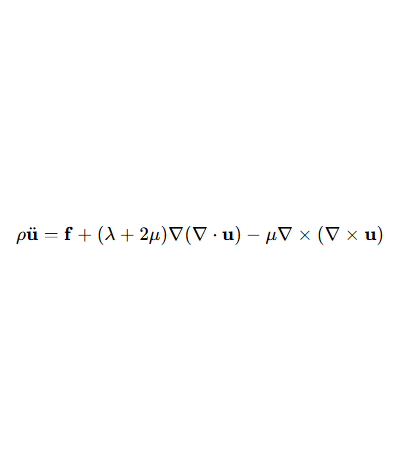 ρü = f + (λ + 2μ)∇(∇ · u) − μ∇ × (∇ × u)